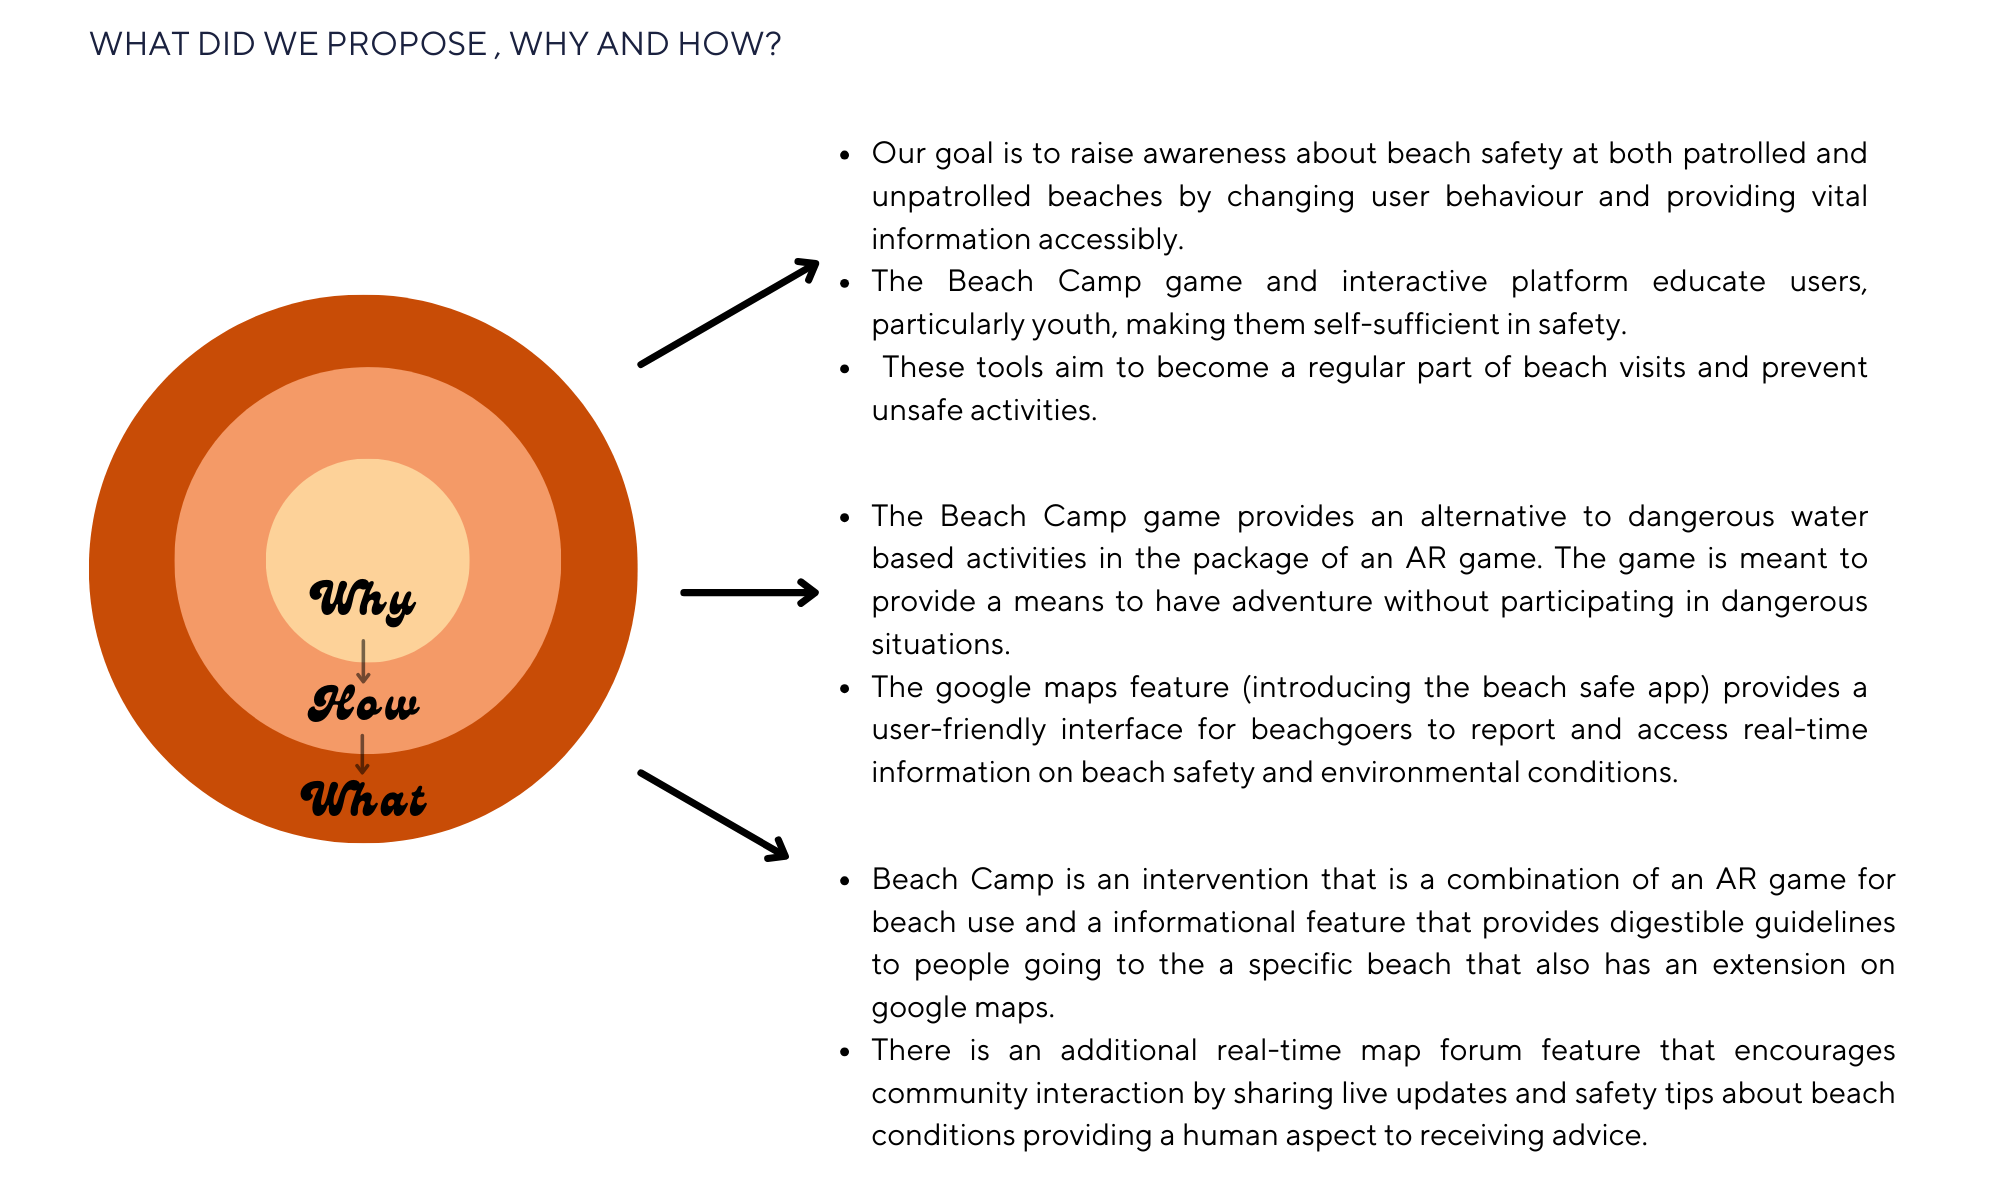 WHAT DID WE PROPOSE , WHY AND HOW?
Why
How
What
• Our goal is to raise awareness about beach safety at both patrolled and
unpatrolled beaches by changing user behaviour and providing vital
information accessibly.
• The Beach Camp game and interactive platform educate users,
particularly youth, making them self-sufficient in safety.
• These tools aim to become a regular part of beach visits and prevent
unsafe activities.
• The Beach Camp game provides an alternative to dangerous water
based activities in the package of an AR game. The game is meant to
provide a means to have adventure without participating in dangerous
situations.
• The google maps feature (introducing the beach safe app) provides a
user-friendly interface for beachgoers to report and access real-time
information on beach safety and environmental conditions.
• Beach Camp is an intervention that is a combination of an AR game for
beach use and a informational feature that provides digestible guidelines
to people going to the a specific beach that also has an extension on
google maps.
• There is an additional real-time map forum feature that encourages
community interaction by sharing live updates and safety tips about beach
conditions providing a human aspect to receiving advice.